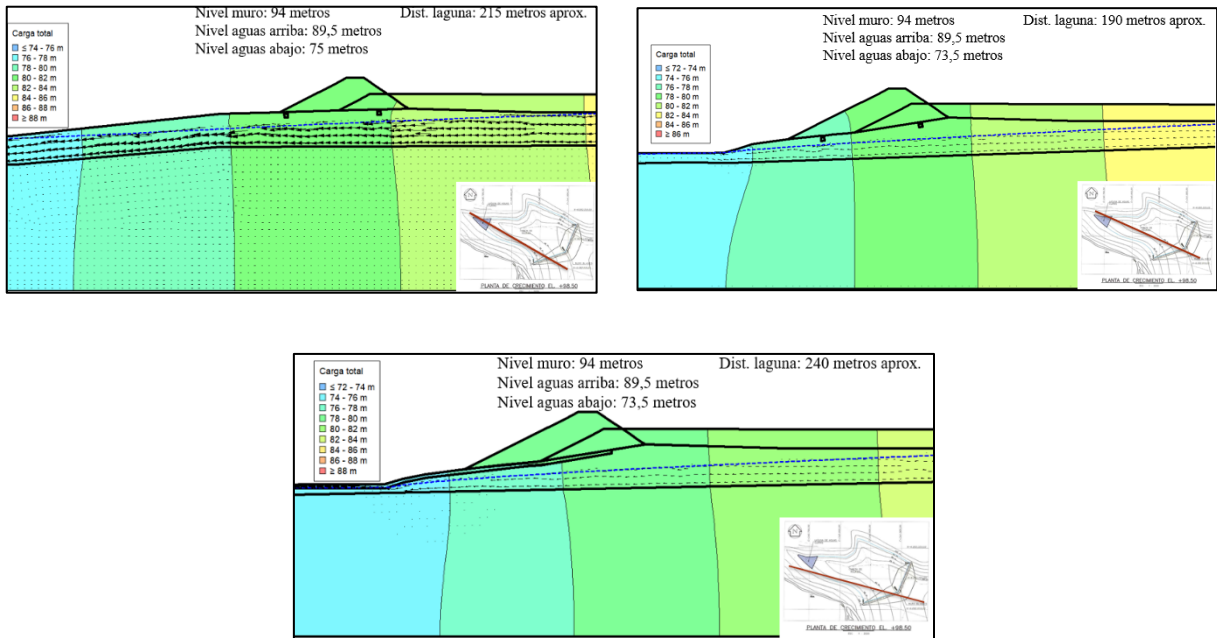 Nivel muro: 94 metros
Dist. laguna: 215 metros aprox.
Nivel aguas arriba: 89,5 metros
Nivel aguas abajo: 75 metros
Carga total
≤ 74 - 76 m
76 - 78 m
78 - 80 m
80 - 82 m
82 - 84 m
84 - 86 m
86 - 88 m
≥ 88 m
PLANTA DE CRECIMIENTO EL. +98.50
Nivel muro: 94 metros
Dist. laguna: 190 metros aprox.
Nivel aguas arriba: 89,5 metros
Nivel aguas abajo: 73,5 metros
Carga total
≤ 72 - 74 m
74 - 76 m
76 - 78 m
78 - 80 m
80 - 82 m
82 - 84 m
84 - 86 m
≥ 86 m
PLANTA DE CRECIMIENTO EL. +98.50
Nivel muro: 94 metros
Dist. laguna: 240 metros aprox.
Nivel aguas arriba: 89,5 metros
Nivel aguas abajo: 73,5 metros
Carga total
≤ 72 - 74 m
74 - 76 m
76 - 78 m
78 - 80 m
80 - 82 m
82 - 84 m
84 - 86 m
86 - 88 m
≥ 88 m
PLANTA DE CRECIMIENTO EL. +98.50